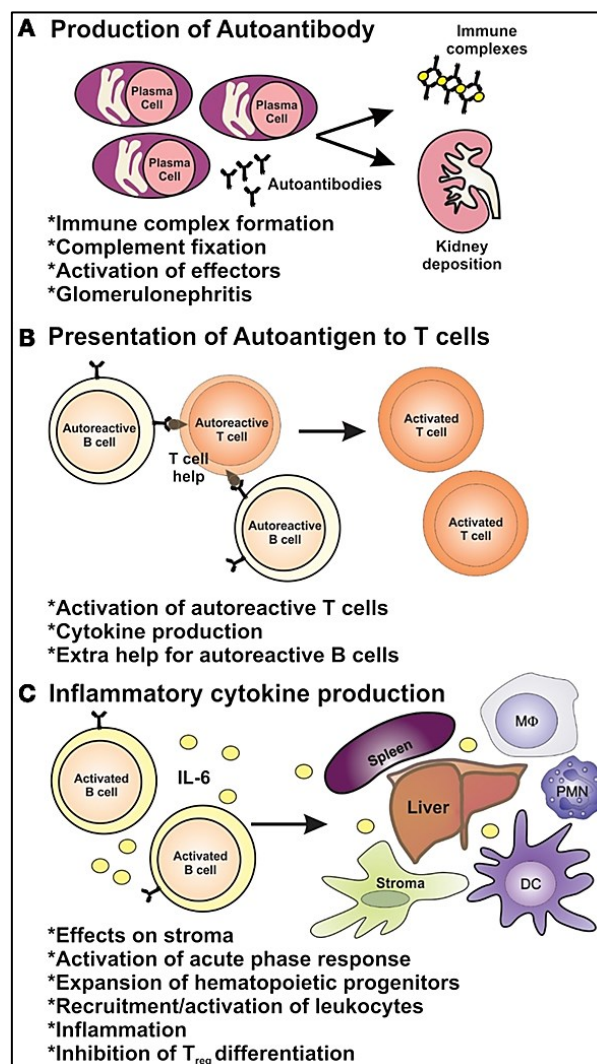 A Production of Autoantibody
Immune
complexes
Plasma
Cell
Plasma
Cell
Plasma
Cell
Autoantibodies
Kidney
deposition
*Immune complex formation
*Complement fixation
*Activation of effectors
*Glomerulonephritis
B Presentation of Autoantigen to T cells
Autoreactive
B cell
Autoreactive
T cell
T cell
help
Autoreactive
B cell
Activated
T cell
Activated
T cell
*Activation of autoreactive T cells
*Cytokine production
*Extra help for autoreactive B cells
C Inflammatory cytokine production
Activated
B cell
IL-6
Activated
B cell
Spleen
MΦ
Liver
PMN
Stroma
DC
*Effects on stroma
*Activation of acute phase response
*Expansion of hematopoietic progenitors
*Recruitment/activation of leukocytes
*Inflammation
*Inhibition of Treg differentiation